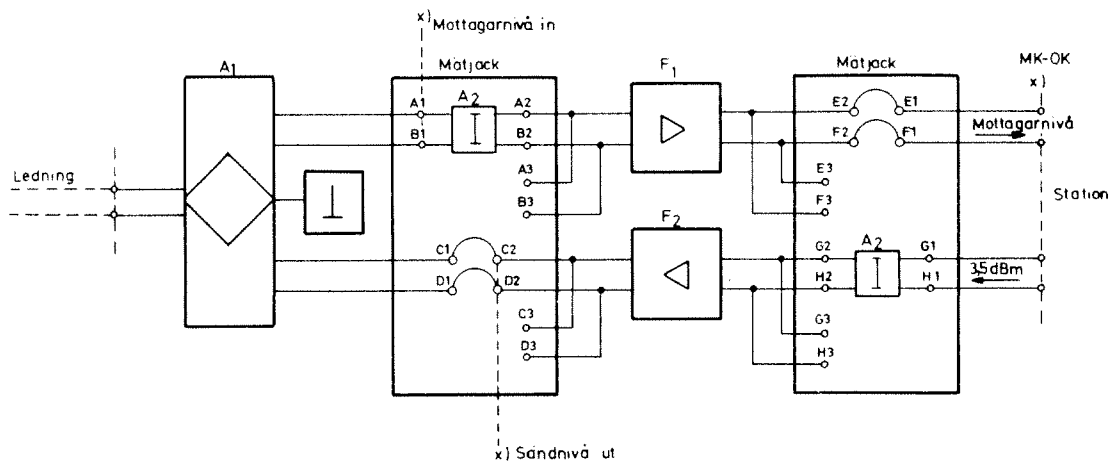 x) Mottagarnivå in
A1
Mätjack
F1
Mätjack
MK-OK
x)
A1
A2
A2
E2
E1
Mottagarnivå
B1
B2
F2
F1
A3
E3
Ledning
B3
F3
F2
Station
C1
C2
G2
A2
G1
3,5dBm
D1
D2
H2
H1
C3
G3
D3
H3
x) Sändnivå ut